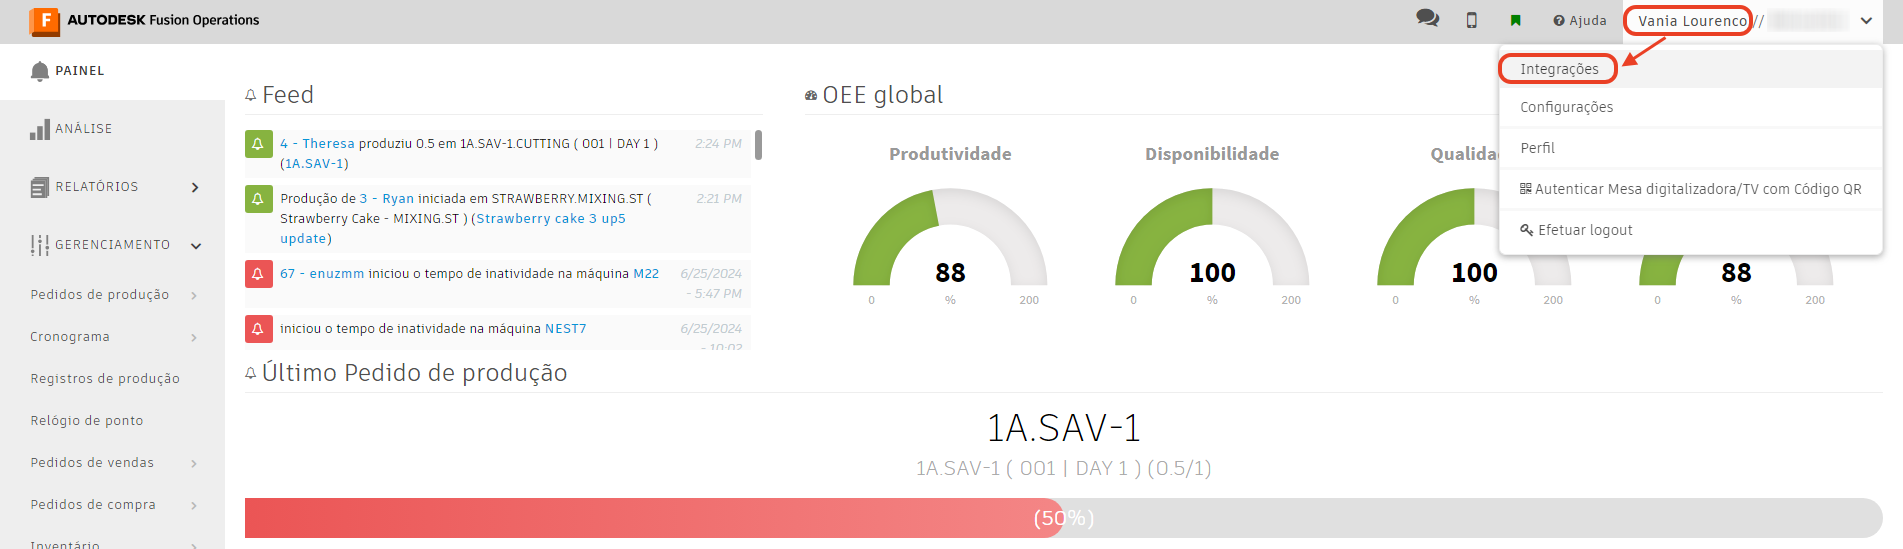 AUTODESK Fusion Operations
Ajuda
Vania Lourenco //
PAINEL
ANÁLISE
RELATÓRIOS
GERENCIAMENTO
Pedidos de produção
Cronograma
Registros de produção
Relógio de ponto
Pedidos de vendas
Pedidos de compra
Inventário
Feed
4 - Theresa produziu 0.5 em 1A.SAV-1.CUTTING ( 001 | DAY 1 )
(1A.SAV-1)
2:24 PM
Produção de 3 - Ryan iniciada em STRAWBERRY.MIXING.ST (
Strawberry Cake - MIXING.ST ) (Strawberry cake 3 up5
update)
2:21 PM
67 - enuzmm iniciou o tempo de inatividade na máquina M22
6/25/2024
- 5:47 PM
iniciou o tempo de inatividade na máquina NEST7
6/25/2024
- 10:02
OEE global
Produtividade
88
0 % 200
Disponibilidade
100
0 % 200
Qualida
100
0 % 200
88
0 % 200
Integrações
Configurações
Perfil
Autenticar Mesa digitalizadora/TV com Código QR
Efetuar logout
Último Pedido de produção
1A.SAV-1
1A.SAV-1 ( 001 | DAY 1 ) (0.5/1)
(50%)